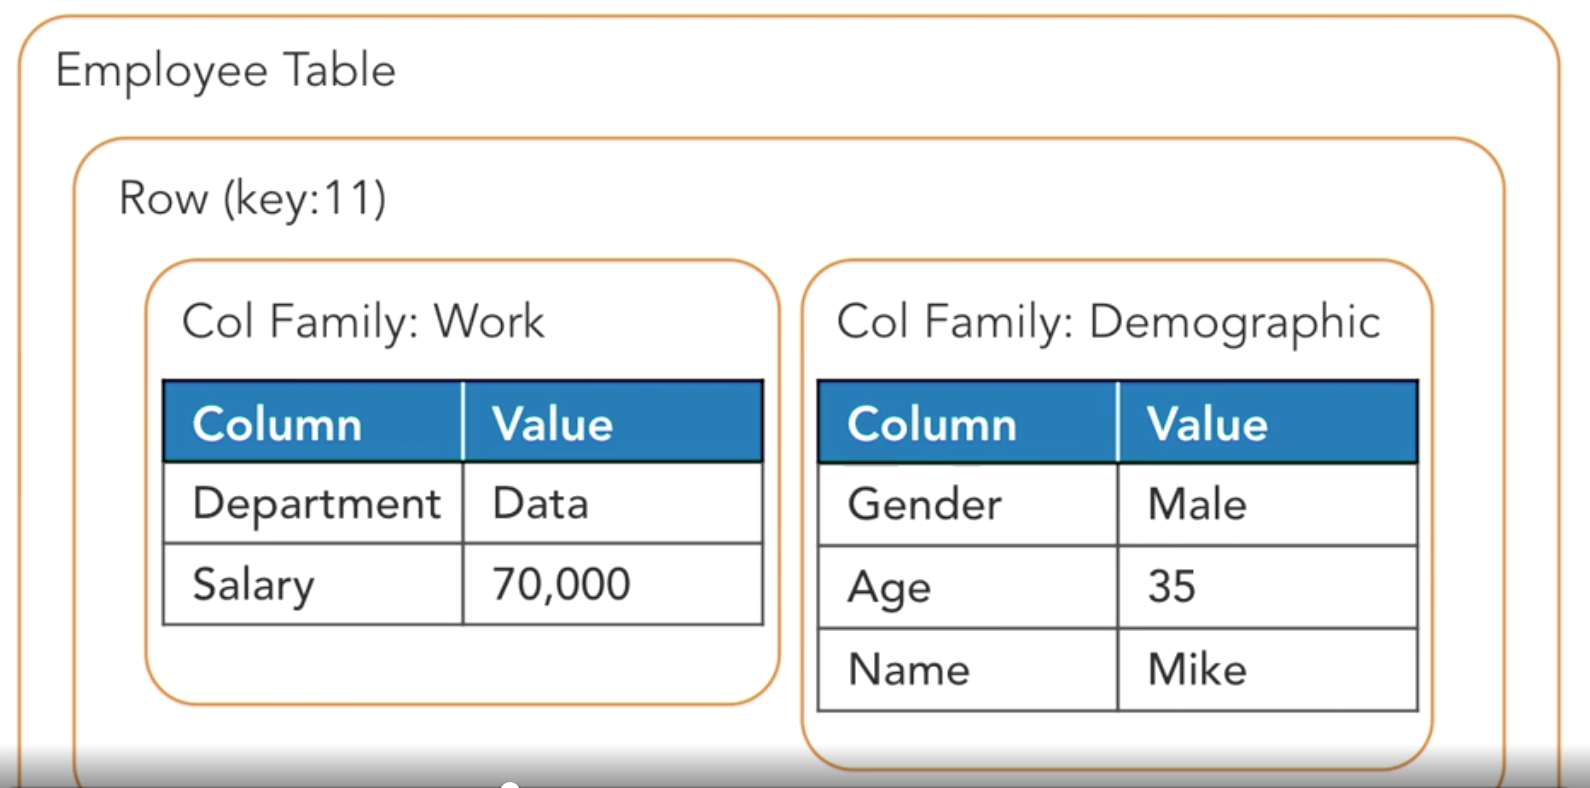 Employee Table
Row (key:11)
Col Family: Work
Column Value
Department Data
Salary 70,000
Col Family: Demographic
Column Value
Gender Male
Age 35
Name Mike